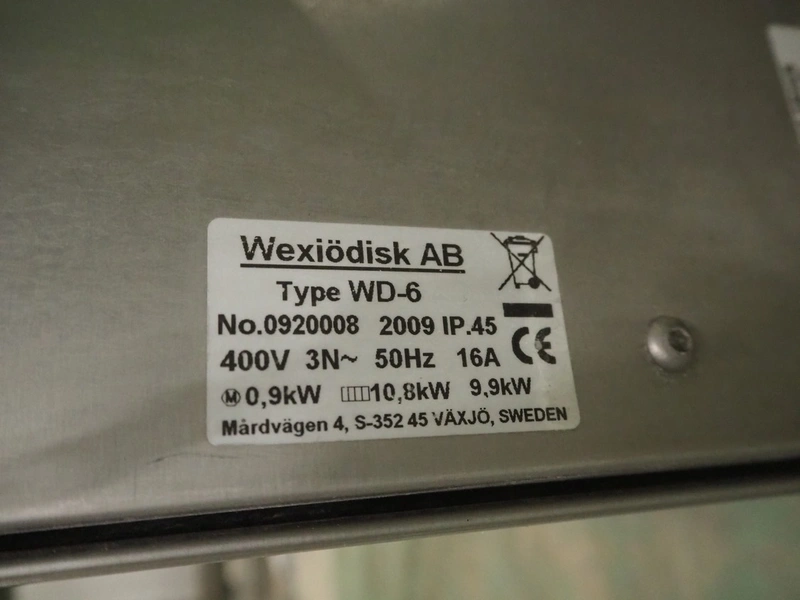 Wexiödisk AB
Type WD-6
No.0920008 2009 IP.45
400V 3N~ 50Hz 16A CE
M 0,9kW 10,8kW 9,9kW
Mårdvägen 4, S-352 45 VÄXJÖ, SWEDEN